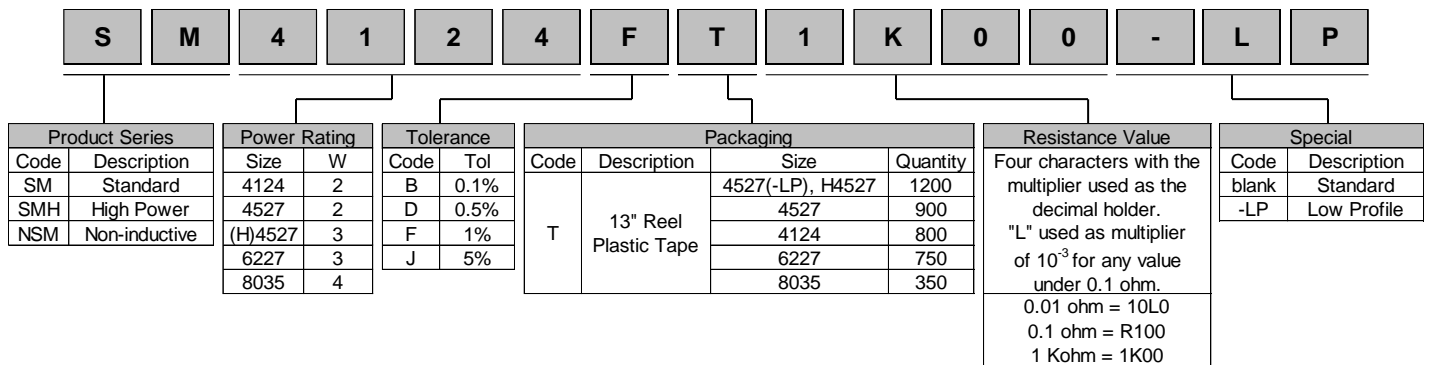 S M 4 1 2 4 F T 1 K 0 0 - L P
Product Series
Code Description
SM Standard
SMH High Power
NSM Non-inductive
Power Rating
Size W
4124 2
4527 2
(H)4527 3
6227 3
8035 4
Tolerance
Code Tol
B 0.1%
D 0.5%
F 1%
J 5%
Packaging
Code Description Size Quantity
T 13" Reel
Plastic Tape
4527(-LP), H4527 1200
4527 900
4124 800
6227 750
8035 350
Resistance Value
Four characters with the
multiplier used as the
decimal holder.
"L" used as multiplier
of 10-3 for any value
under 0.1 ohm.
0.01 ohm = 10L0
0.1 ohm = R100
1 Kohm = 1K00
Special
Code Description
blank Standard
-LP Low Profile